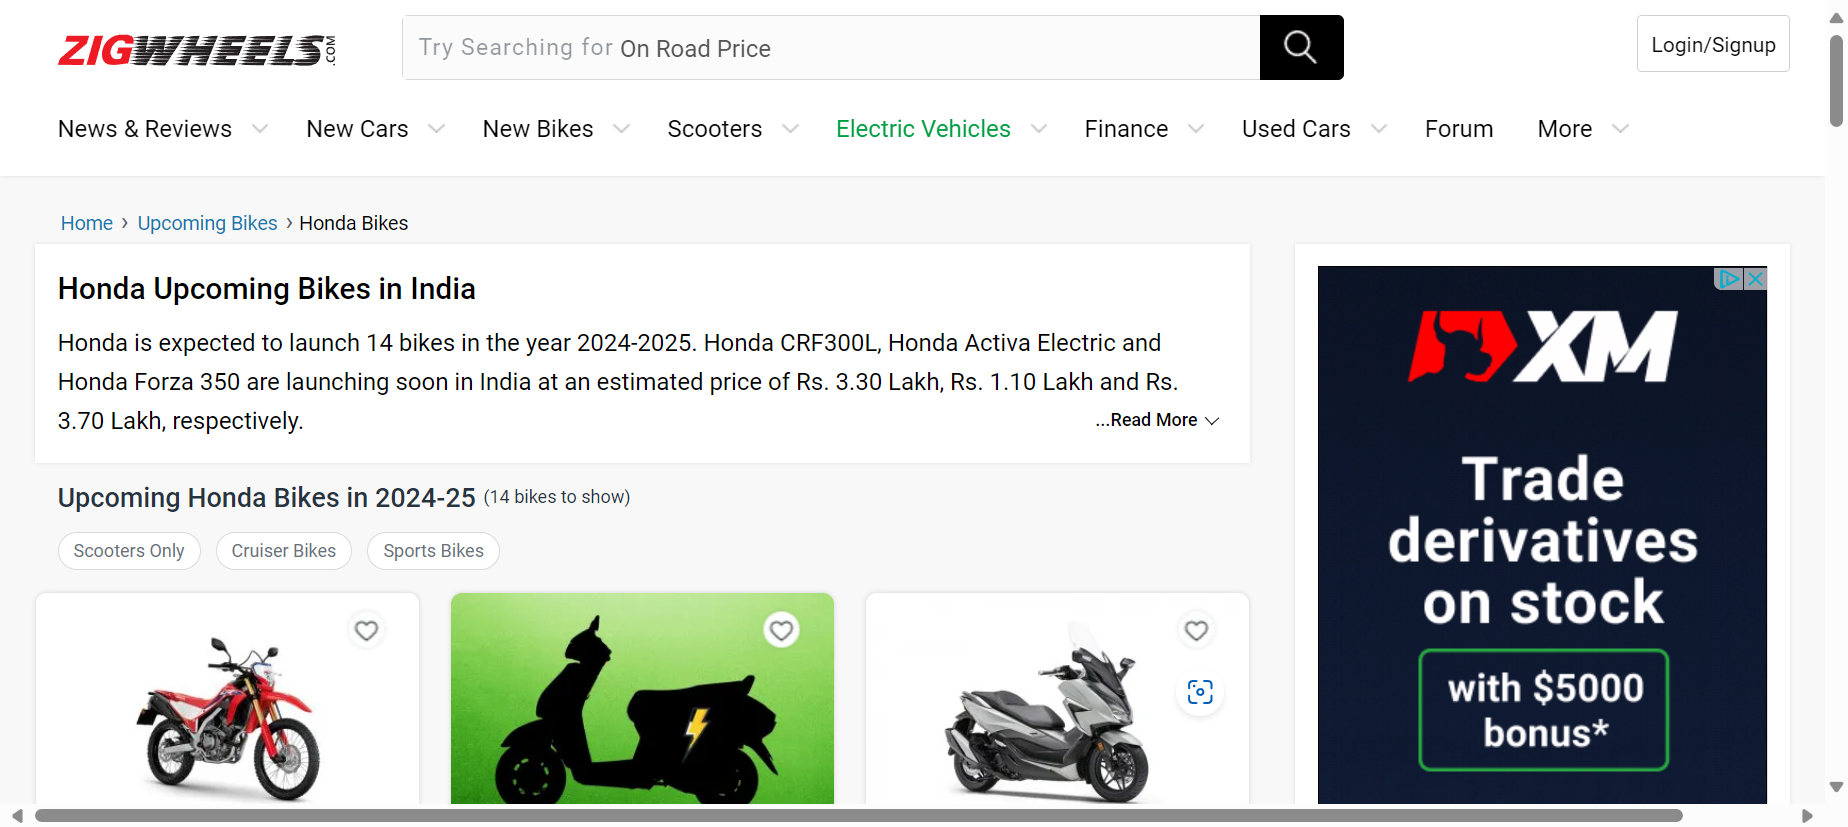 ZIGWHEELS.COM
Try Searching for On Road Price
Login/Signup
News & Reviews New Cars New Bikes Scooters Electric Vehicles Finance Used Cars Forum More
Home › Upcoming Bikes › Honda Bikes
Honda Upcoming Bikes in India
Honda is expected to launch 14 bikes in the year 2024-2025. Honda CRF300L, Honda Activa Electric and
Honda Forza 350 are launching soon in India at an estimated price of Rs. 3.30 Lakh, Rs. 1.10 Lakh and Rs.
3.70 Lakh, respectively.
...Read More
Upcoming Honda Bikes in 2024-25 (14 bikes to show)
Scooters Only Cruiser Bikes Sports Bikes
XM
Trade
derivatives
on stock
with $5000
bonus*